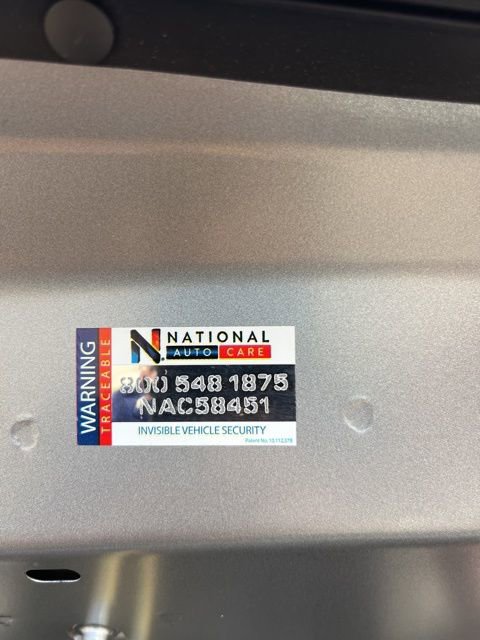 WARNING
TRACEABLE
N. NATIONAL
AUTO CARE
800 548 1875
NAC58451
INVISIBLE VEHICLE SECURITY